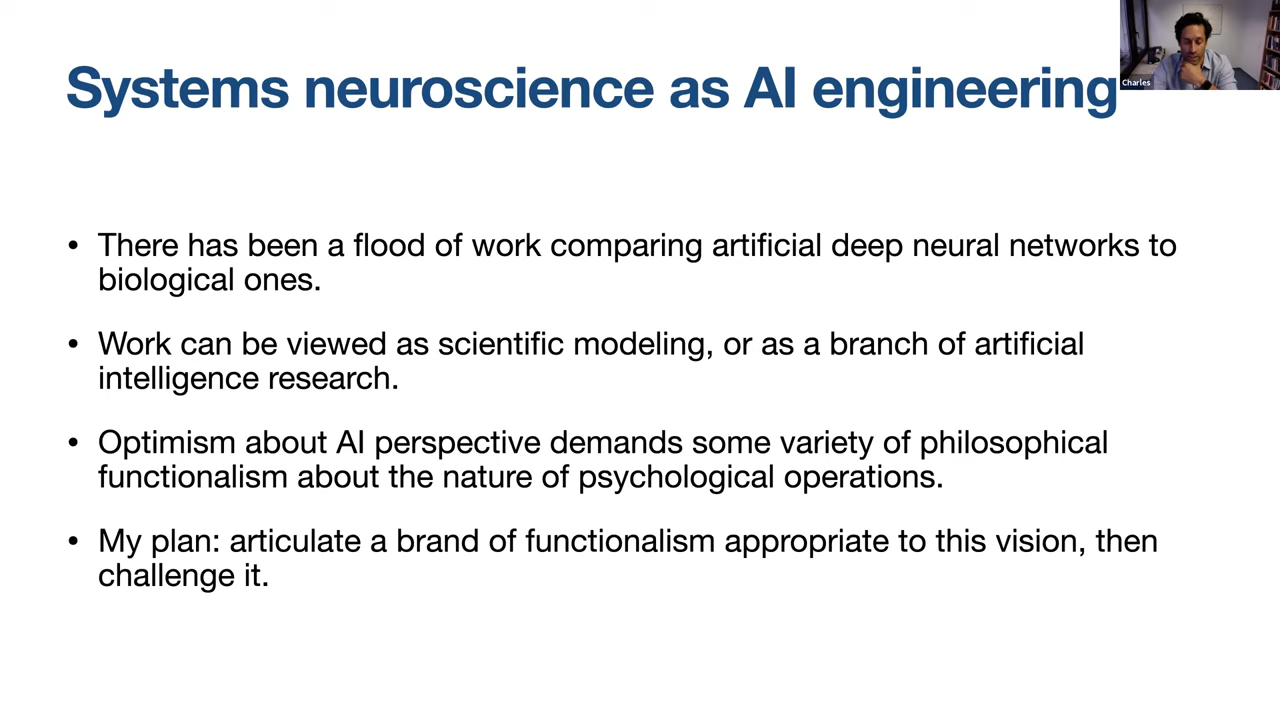 Systems neuroscience as AI engineering
Charles
• There has been a flood of work comparing artificial deep neural networks to
biological ones.
• Work can be viewed as scientific modeling, or as a branch of artificial
intelligence research.
• Optimism about AI perspective demands some variety of philosophical
functionalism about the nature of psychological operations.
• My plan: articulate a brand of functionalism appropriate to this vision, then
challenge it.